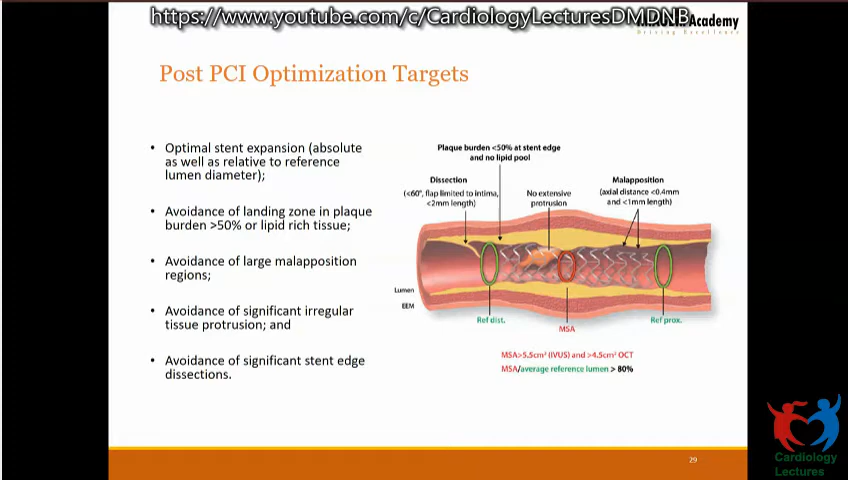 https://www.youtube.com/c/CardiologyLecturesDMDNB
Academy
Driving Excellence
Post PCI Optimization Targets
• Optimal stent expansion (absolute
as well as relative to reference
lumen diameter);
• Avoidance of landing zone in plaque
burden >50% or lipid rich tissue;
• Avoidance of large malapposition
regions;
• Avoidance of significant irregular
tissue protrusion; and
• Avoidance of significant stent edge
dissections.
Plaque burden <50% at stent edge
and no lipid pool
Dissection
(<60°, flap limited to intima,
<2mm length)
No extensive
protrusion
Malapposition
(axial distance <0.4mm
and <1mm length)
Lumen
EEM
Ref dist.
MSA
Ref prox.
MSA>5.5cm² (IVUS) and >4.5cm² OCT
MSA/average reference lumen > 80%
29
Cardiology
Lectures